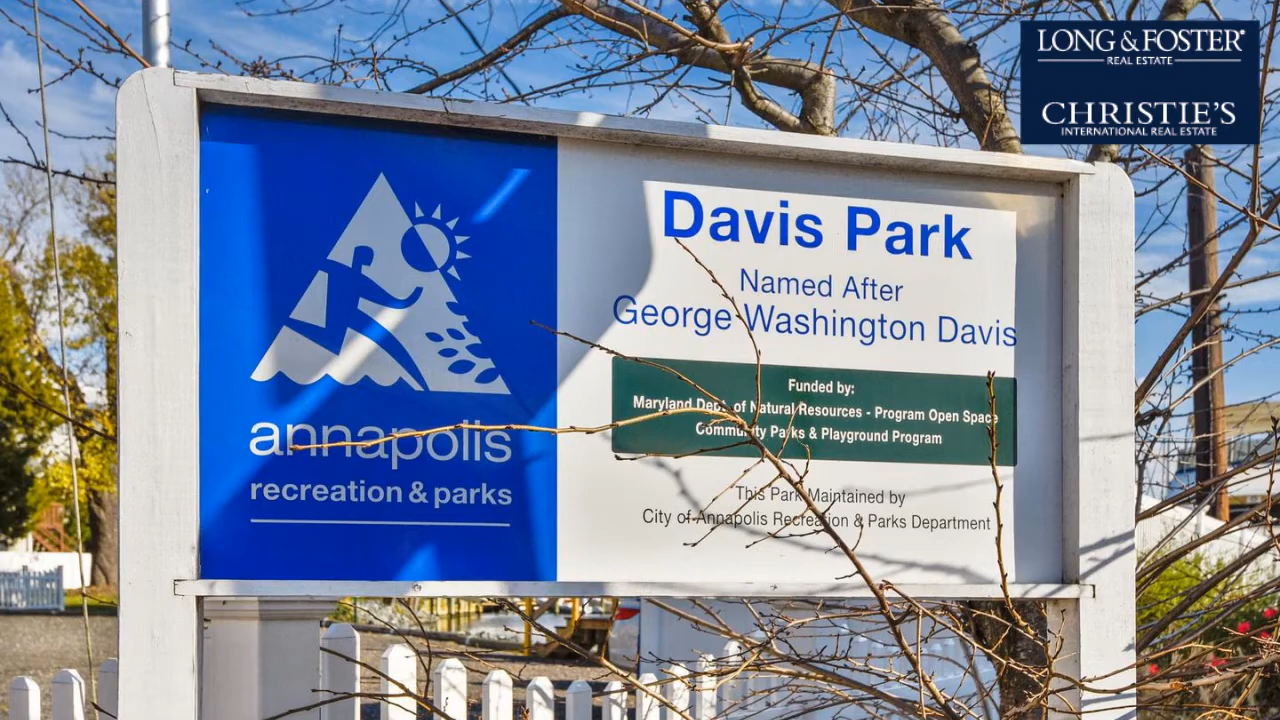 LONG & FOSTER®
REAL ESTATE
CHRISTIE'S
INTERNATIONAL REAL ESTATE
annapolis
recreation & parks
Davis Park
Named After
George Washington Davis
Funded by:
Maryland Dept. of Natural Resources - Program Open Space
Community Parks & Playground Program
This Park Maintained by
City of Annapolis Recreation & Parks Department